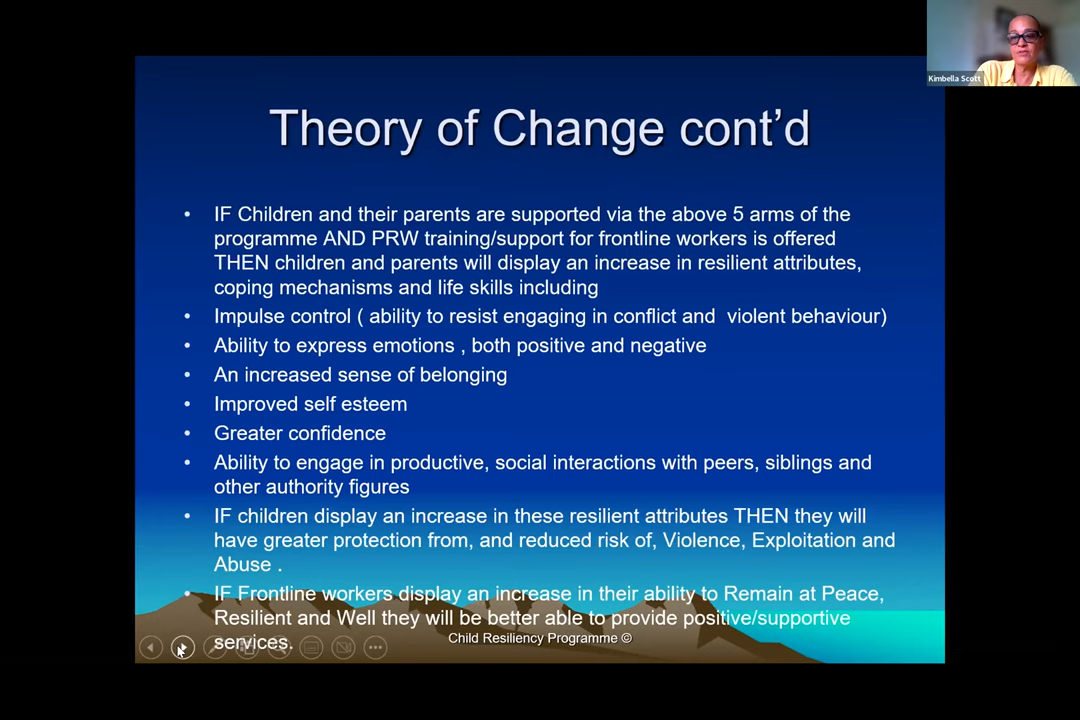 Kimbella Scott
Theory of Change cont'd
• IF Children and their parents are supported via the above 5 arms of the
programme AND PRW training/support for frontline workers is offered
THEN children and parents will display an increase in resilient attributes,
coping mechanisms and life skills including
• Impulse control ( ability to resist engaging in conflict and  violent behaviour)
• Ability to express emotions , both positive and negative
• An increased sense of belonging
• Improved self esteem
• Greater confidence
• Ability to engage in productive, social interactions with peers, siblings and
other authority figures
• IF children display an increase in these resilient attributes THEN they will
have greater protection from, and reduced risk of, Violence, Exploitation and
Abuse .
• IF Frontline workers display an increase in their ability to Remain at Peace,
Resilient and Well they will be better able to provide positive/supportive
services.
Child Resiliency Programme ©